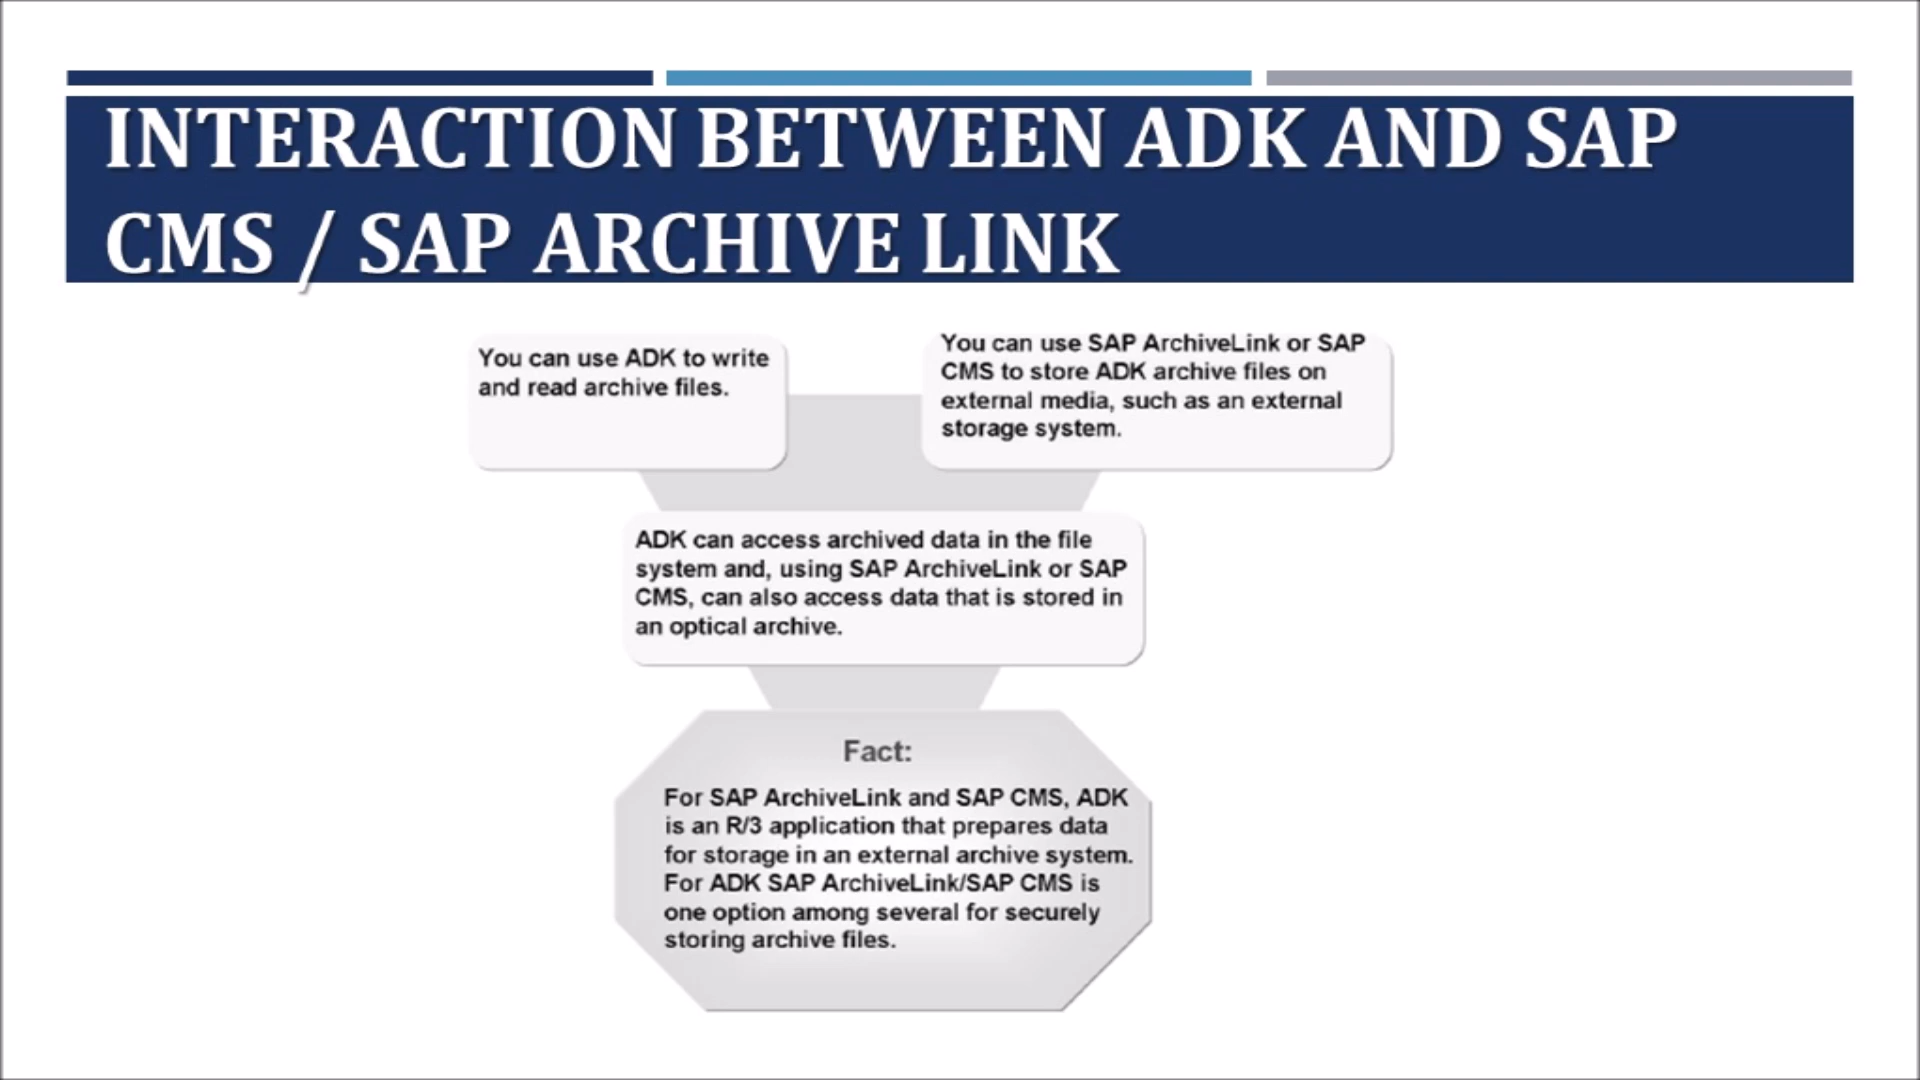 INTERACTION BETWEEN ADK AND SAP
CMS / SAP ARCHIVE LINK
You can use ADK to write
and read archive files.
You can use SAP ArchiveLink or SAP
CMS to store ADK archive files on
external media, such as an external
storage system.
ADK can access archived data in the file
system and, using SAP ArchiveLink or SAP
CMS, can also access data that is stored in
an optical archive.
Fact:
For SAP ArchiveLink and SAP CMS, ADK
is an R/3 application that prepares data
for storage in an external archive system.
For ADK SAP ArchiveLink/SAP CMS is
one option among several for securely
storing archive files.